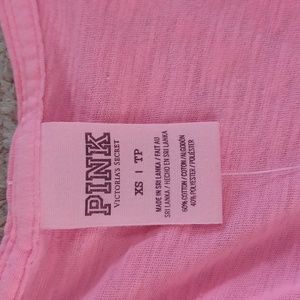 PINK
VICTORIA'S SECRET
XS | TP
MADE IN SRI LANKA / FAIT AU
SRI LANKA / HECHO EN SRI LANKA
60% COTTON / COTON / ALGODÓN
40% POLYESTER / POLIÉSTER